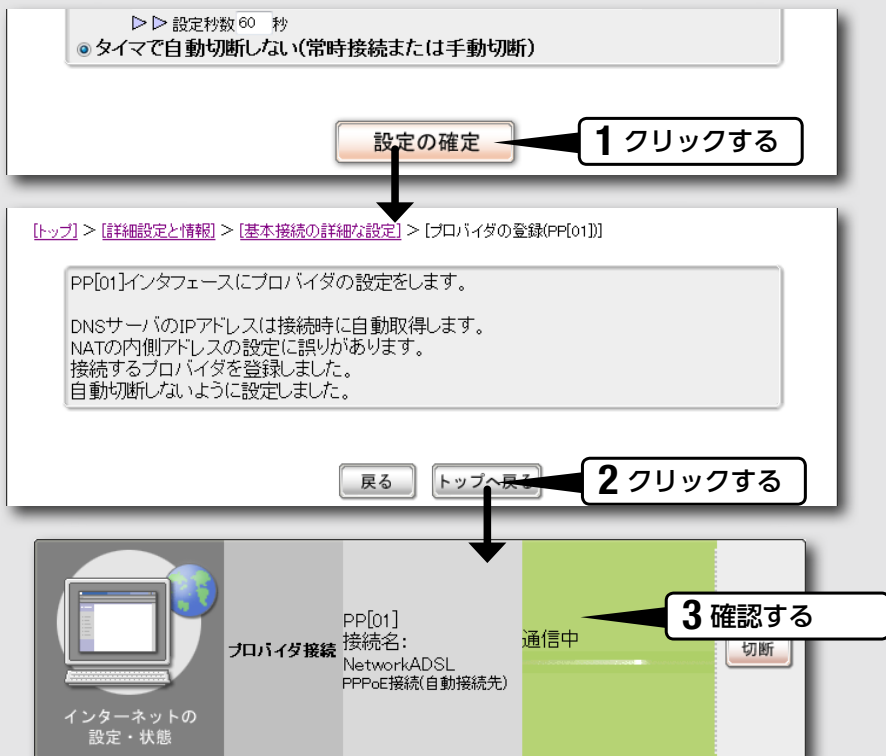 ▷▷ 設定秒数 60 秒
タイマで自動切断しない(常時接続または手動切断)
設定の確定
1 クリックする
[トップ] > [詳細設定と情報] > [基本接続の詳細な設定] > [プロバイダの登録(PP[01])]
PP[01]インタフェースにプロバイダの設定をします。
DNSサーバのIPアドレスは接続時に自動取得します。
NATの内側アドレスの設定に誤りがあります。
接続するプロバイダを登録しました。
自動切断しないように設定しました。
戻る
トップへ戻る
2 クリックする
インターネットの
設定・状態
プロバイダ接続
PP[01]
接続名:
NetworkADSL
PPPoE接続(自動接続先)
通信中
3 確認する
切断